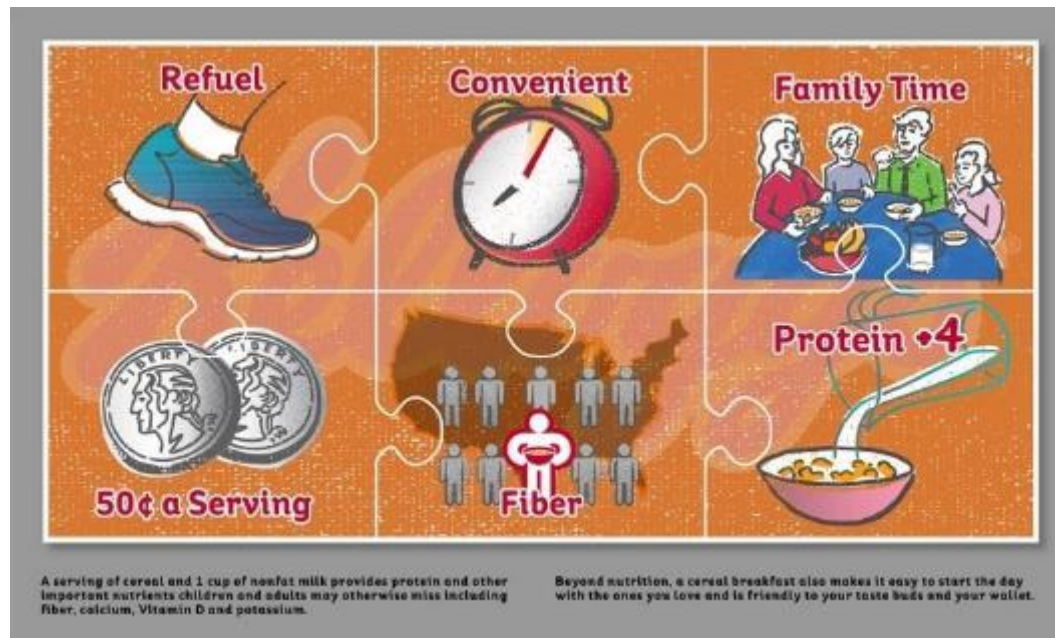 Refuel
Convenient
Family Time
LIBERTY
LIBERTY
50¢ a Serving
Fiber
Protein +4
A serving of cereal and 1 cup of nonfat milk provides protein and other
important nutrients children and adults may otherwise miss including
fiber, calcium, Vitamin D and potassium.
Beyond nutrition, a cereal breakfast also makes it easy to start the day
with the ones you love and is friendly to your taste buds and your wallet.